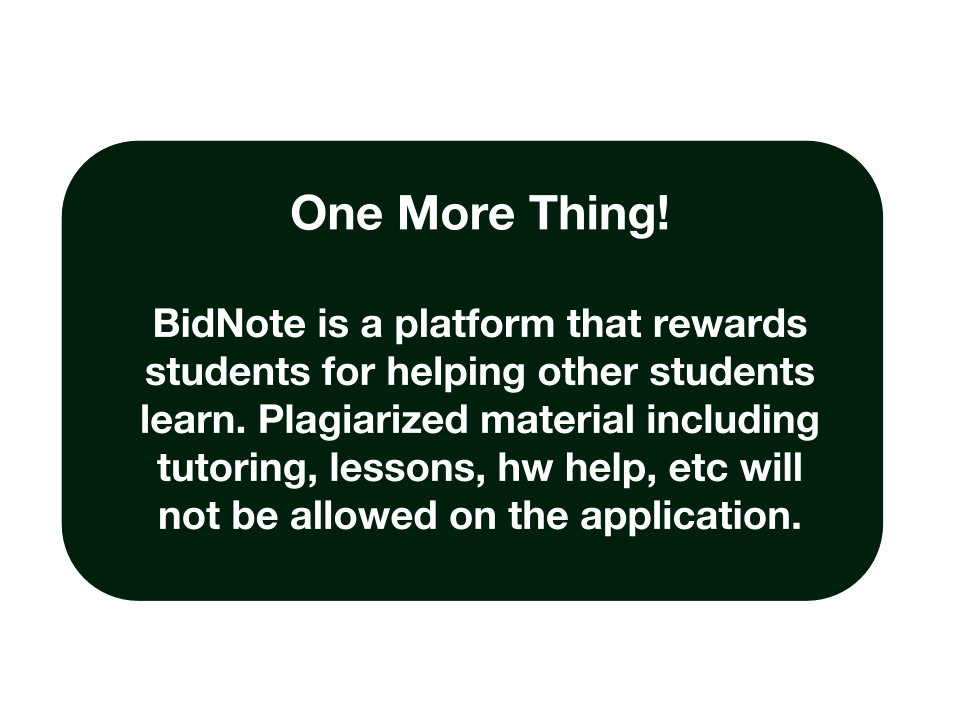 One More Thing!
BidNote is a platform that rewards
students for helping other students
learn. Plagiarized material including
tutoring, lessons, hw help, etc will
not be allowed on the application.